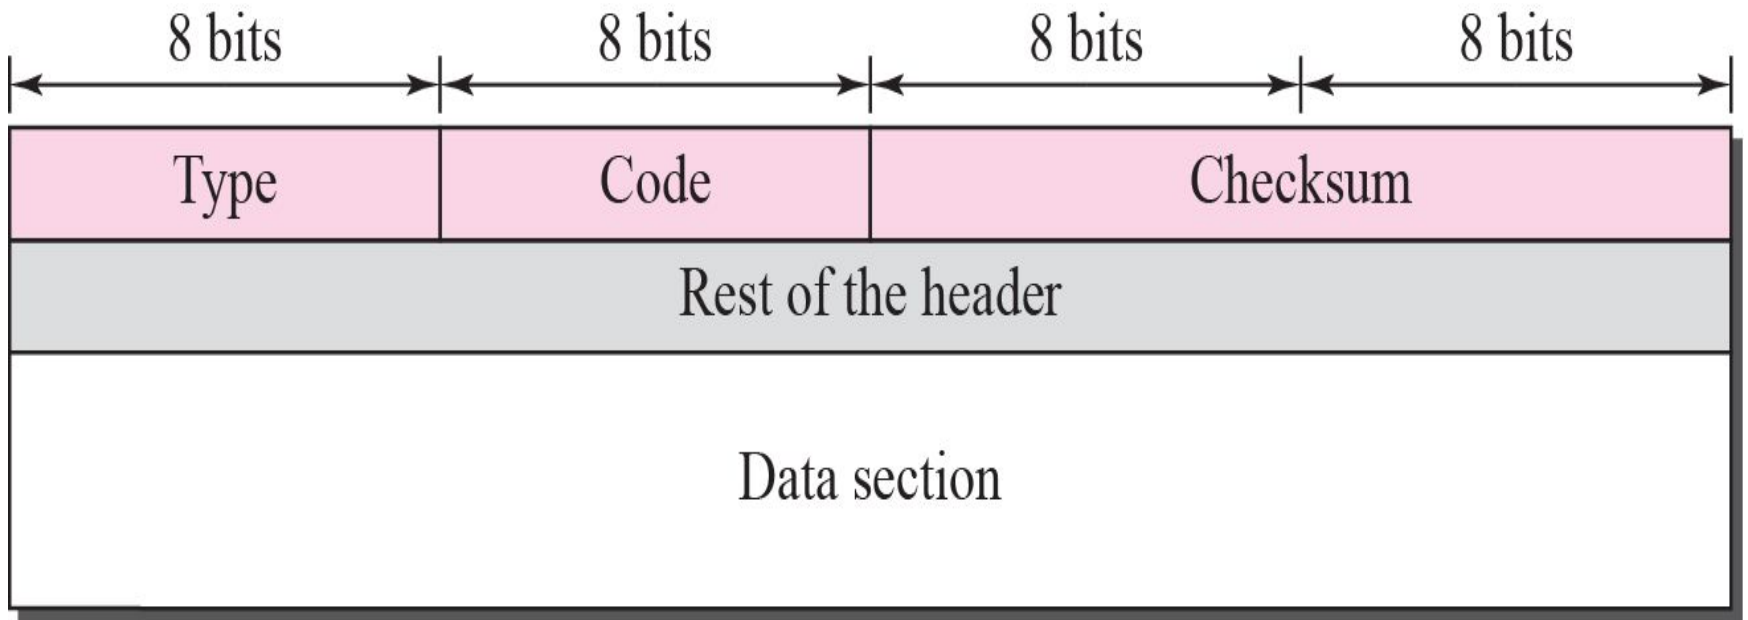 8 bits 8 bits 8 bits 8 bits
Type Code Checksum
Rest of the header
Data section